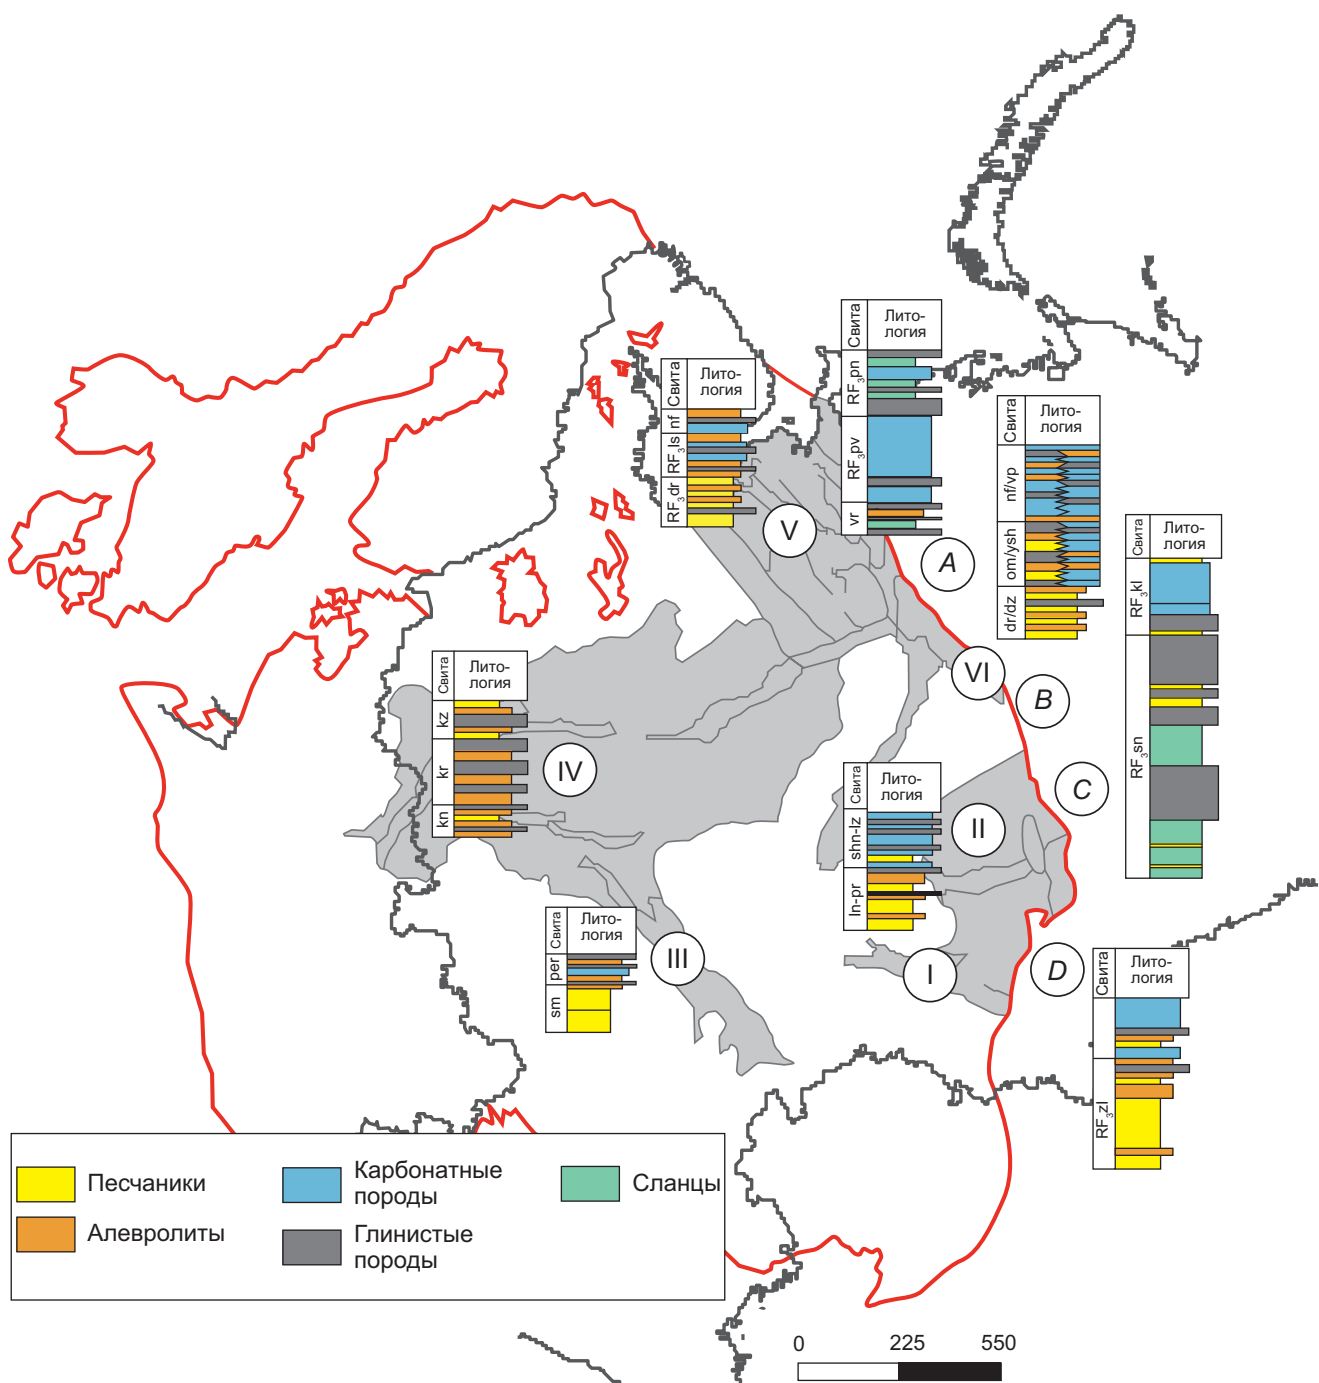 Свита
Лито-
логия
RF₃pn
RF₃pv
vr
Свита
Лито-
логия
nf
RF₃ls
RF₃dr
Свита
Лито-
логия
nf/vp
om/ysh
dr/dz
Свита
Лито-
логия
RF₃kl
RF₃sn
V
A
VI
B
Свита
Лито-
логия
kz
kr
kn
IV
C
Свита
Лито-
логия
shn-lz
ln-pr
II
Свита
Лито-
логия
per
sm
III
I
D
Свита
Лито-
логия
RF₃zl
Песчаники
Алевролиты
Карбонатные
породы
Глинистые
породы
Сланцы
0 225 550